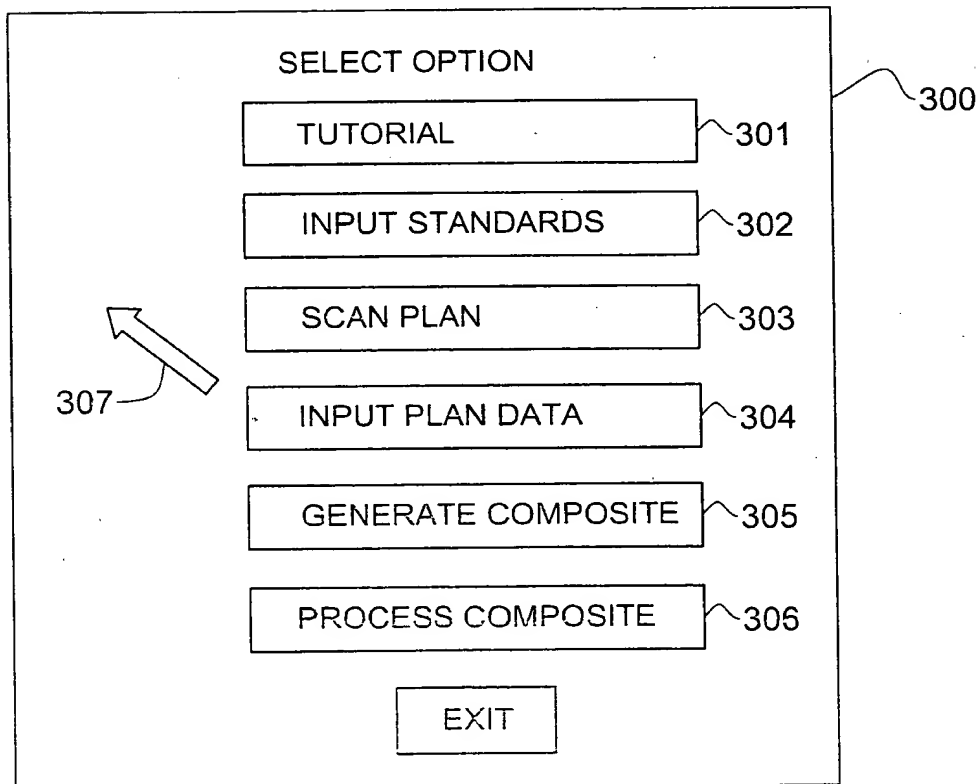 SELECT OPTION
300
TUTORIAL 301
INPUT STANDARDS 302
SCAN PLAN 303
307
INPUT PLAN DATA 304
GENERATE COMPOSITE 305
PROCESS COMPOSITE 306
EXIT